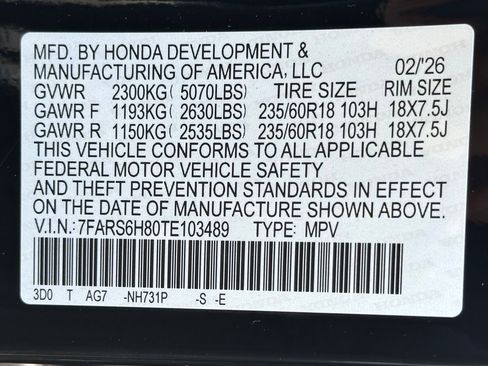 MFD. BY HONDA DEVELOPMENT &
MANUFACTURING OF AMERICA, LLC 02/'26
GVWR 2300KG(5070LBS) TIRE SIZE RIM SIZE
GAWR F 1193KG(2630LBS) 235/60R18 103H 18X7.5J
GAWR R 1150KG(2535LBS) 235/60R18 103H 18X7.5J
THIS VEHICLE CONFORMS TO ALL APPLICABLE
FEDERAL MOTOR VEHICLE SAFETY
AND THEFT PREVENTION STANDARDS IN EFFECT
ON THE DATE OF MANUFACTURE SHOWN ABOVE.
V.I.N.:7FARS6H80TE103489 TYPE: MPV
3D0 T AG7 -NH731P -S -E